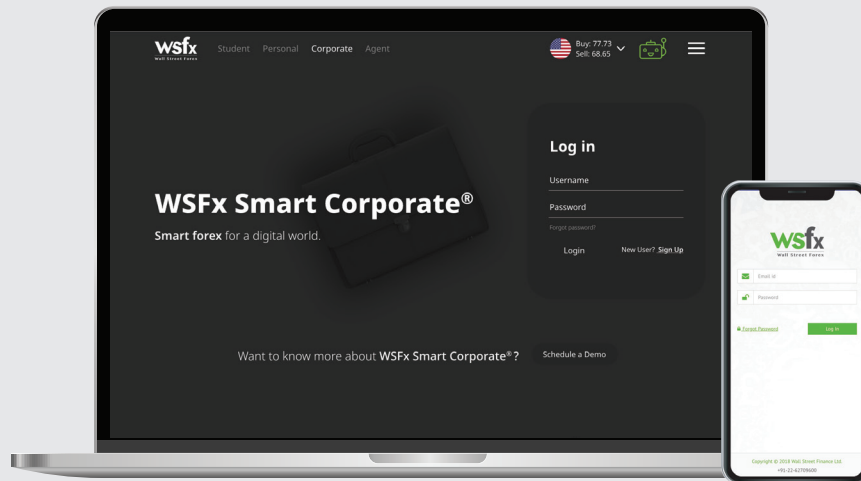 wsfx
Wall Street Forex
Student Personal Corporate Agent
Buy: 77.73
Sell: 68.65
Log in
Username
Password
Forgot password?
Login New User? Sign Up
WSFx Smart Corporate®
Smart forex for a digital world.
Want to know more about WSFx Smart Corporate®? Schedule a Demo
wsfx
Wall Street Forex
Email id
Password
Forgot Password Log In
Copyright © 2018 Wall Street Finance Ltd.
+91-22-62709600